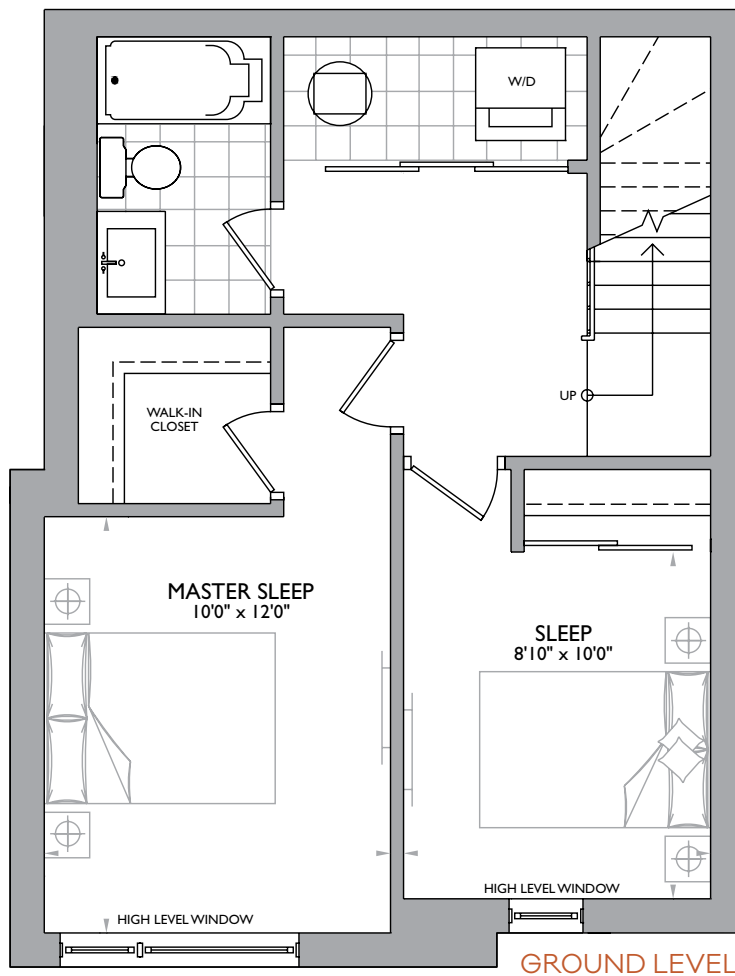 W/D
UP
WALK-IN
CLOSET
MASTER SLEEP
10'0" x 12'0"
SLEEP
8'10" x 10'0"
HIGH LEVEL WINDOW
HIGH LEVEL WINDOW
GROUND LEVEL